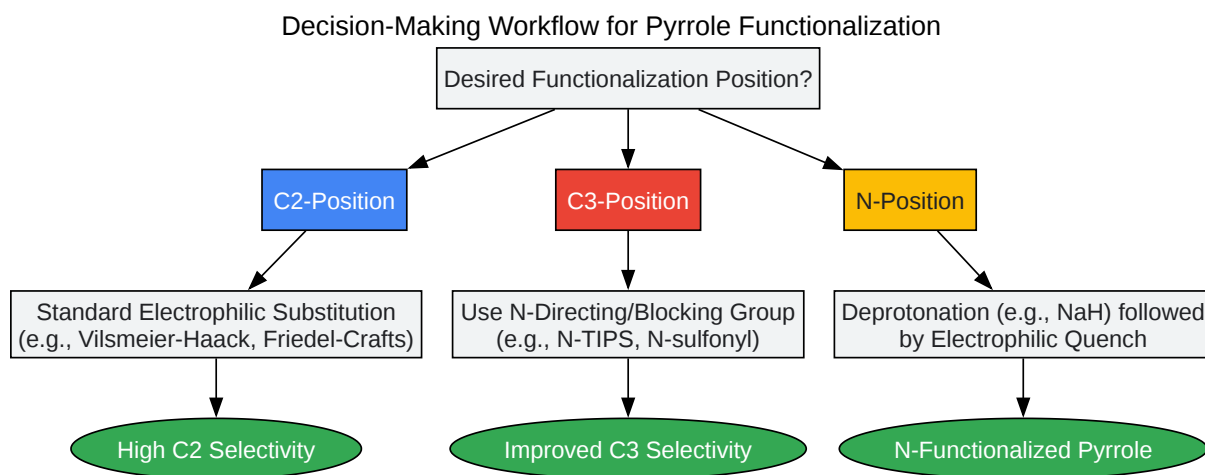 Decision-Making Workflow for Pyrrole Functionalization
Desired Functionalization Position?
C2-Position
C3-Position
N-Position
Standard Electrophilic Substitution
(e.g., Vilsmeier-Haack, Friedel-Crafts)
Use N-Directing/Blocking Group
(e.g., N-TIPS, N-sulfonyl)
Deprotonation (e.g., NaH) followed
by Electrophilic Quench
High C2 Selectivity
Improved C3 Selectivity
N-Functionalized Pyrrole